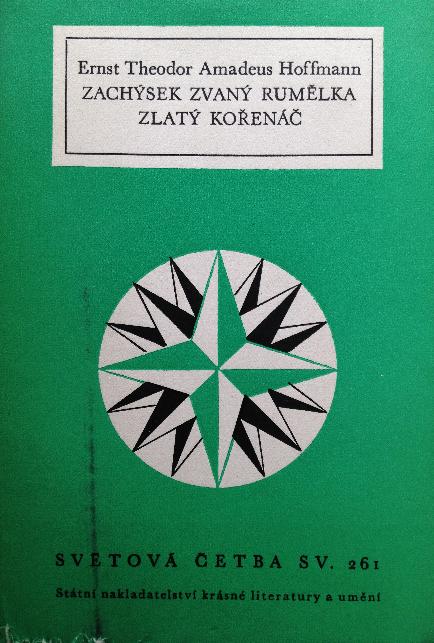 Ernst Theodor Amadeus Hoffmann
ZACHÝSEK ZVANÝ RUMĚLKA
ZLATÝ KOŘENÁČ
SVĚTOVÁ ČETBA SV. 261
Státní nakladatelství krásné literatury a umění